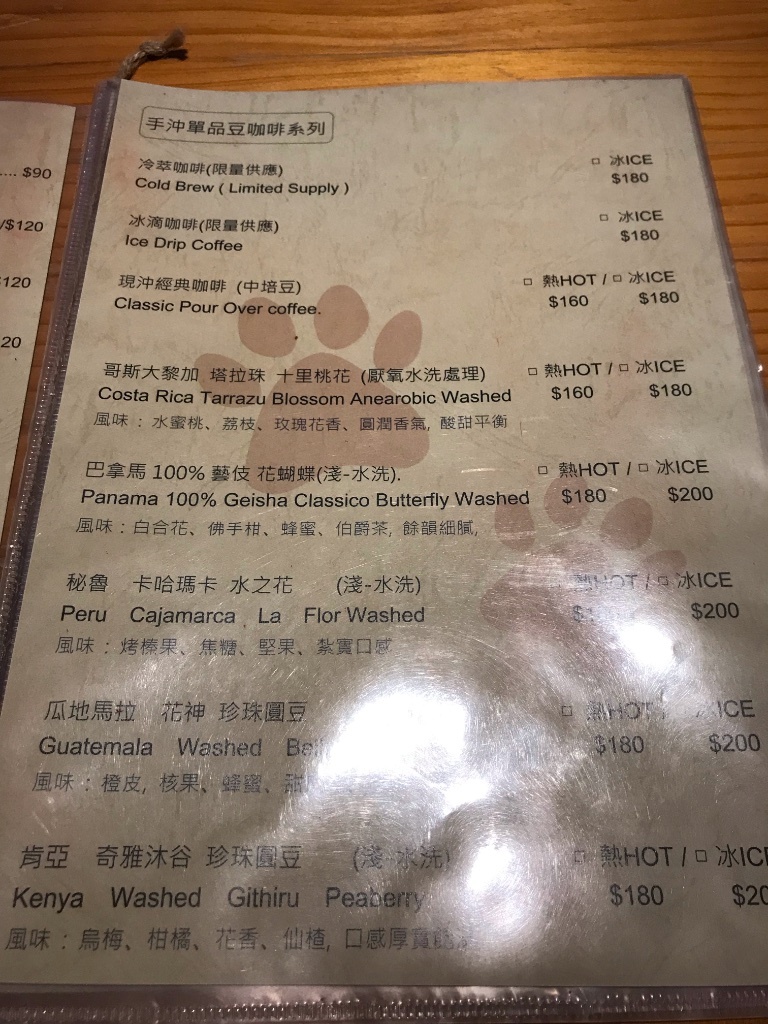 .... $90
/$120
120
20
手沖單品豆咖啡系列
冷萃咖啡(限量供應) □ 冰ICE
Cold Brew ( Limited Supply ) $180
冰滴咖啡(限量供應) □ 冰ICE
Ice Drip Coffee $180
現沖經典咖啡 (中培豆) □ 熱HOT / □ 冰ICE
Classic Pour Over coffee. $160 $180
哥斯大黎加 塔拉珠 十里桃花 (厭氧水洗處理) □ 熱HOT / □ 冰ICE
Costa Rica Tarrazu Blossom Anearobic Washed $160 $180
風味 : 水蜜桃、荔枝、玫瑰花香、圓潤香氣, 酸甜平衡
巴拿馬 100% 藝伎 花蝴蝶(淺-水洗). □ 熱HOT / □ 冰ICE
Panama 100% Geisha Classico Butterfly Washed $180 $200
風味 : 白合花、佛手柑、蜂蜜、伯爵茶, 餘韻細膩,
秘魯 卡哈瑪卡 水之花 (淺-水洗) 熱HOT / □ 冰ICE
Peru Cajamarca La Flor Washed $200
風味 : 烤榛果、焦糖、堅果、紮實口感
瓜地馬拉 花神 珍珠圓豆 □ 熱HOT / ICE
Guatemala Washed $180 $200
風味 : 橙皮, 核果、蜂蜜、甜
肯亞 奇雅沐谷 珍珠圓豆 (淺-水洗) □ 熱HOT / □ 冰IC
Kenya Washed Githiru Peaberry $180 $20
風味 : 烏梅、柑橘、花香、仙楂, 口感厚實